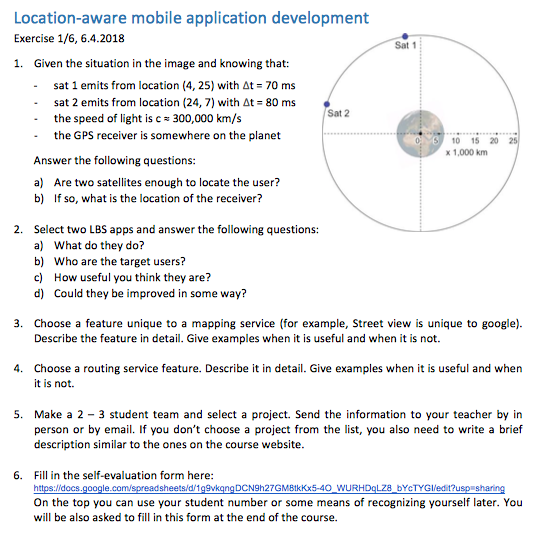 Location-aware mobile application development
Exercise 1/6, 6.4.2018
1. Given the situation in the image and knowing that:
- sat 1 emits from location (4, 25) with Δt = 70 ms
- sat 2 emits from location (24, 7) with Δt = 80 ms
- the speed of light is c ≈ 300,000 km/s
- the GPS receiver is somewhere on the planet
Answer the following questions:
a) Are two satellites enough to locate the user?
b) If so, what is the location of the receiver?
Sat 1
Sat 2
0 5 10 15 20 25
x 1,000 km
2. Select two LBS apps and answer the following questions:
a) What do they do?
b) Who are the target users?
c) How useful you think they are?
d) Could they be improved in some way?
3. Choose a feature unique to a mapping service (for example, Street view is unique to google).
Describe the feature in detail. Give examples when it is useful and when it is not.
4. Choose a routing service feature. Describe it in detail. Give examples when it is useful and when
it is not.
5. Make a 2 – 3 student team and select a project. Send the information to your teacher by in
person or by email. If you don't choose a project from the list, you also need to write a brief
description similar to the ones on the course website.
6. Fill in the self-evaluation form here:
https://docs.google.com/spreadsheets/d/1g9vkqngDCN9h27GM8tkKx5-4O_WURHDqLZ8_bYcTYGI/edit?usp=sharing
On the top you can use your student number or some means of recognizing yourself later. You
will be also asked to fill in this form at the end of the course.